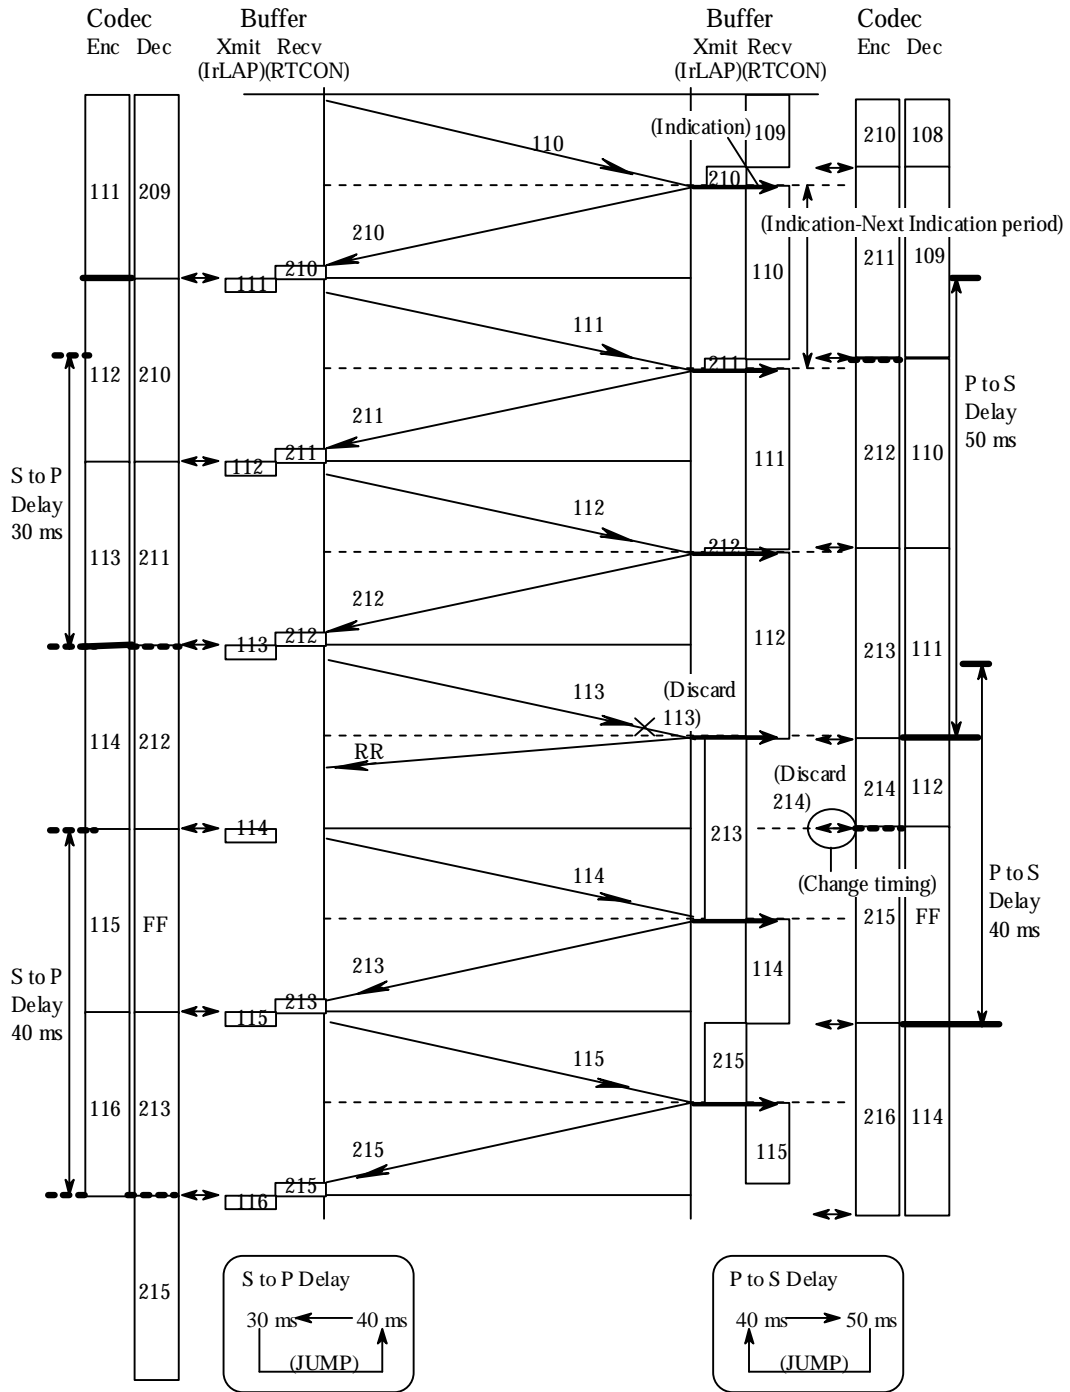 Codec Buffer Buffer Codec
Enc Dec Xmit Recv Xmit Recv Enc Dec
(IrLAP)(RTCON) (IrLAP)(RTCON)
(Indication) 109 210 108
110
111 209 210
210 (Indication-Next Indication period)
211 109
210 110
111
111
211
112 210 P to S
Delay
50 ms
211
212 110
S to P
Delay
30 ms
211 111
112
112
212
113 211
212
213 111
212 112
113
113 (Discard
113)
114 212
RR
(Discard
214)
214 112
114 213
114 (Change timing)
P to S
Delay
40 ms
115 FF 215 FF
213 114
S to P
Delay
40 ms
213
115
115 215
116 213 216 114
215 115
215
116
215
S to P Delay
30 ms 40 ms
(JUMP)
P to S Delay
40 ms 50 ms
(JUMP)